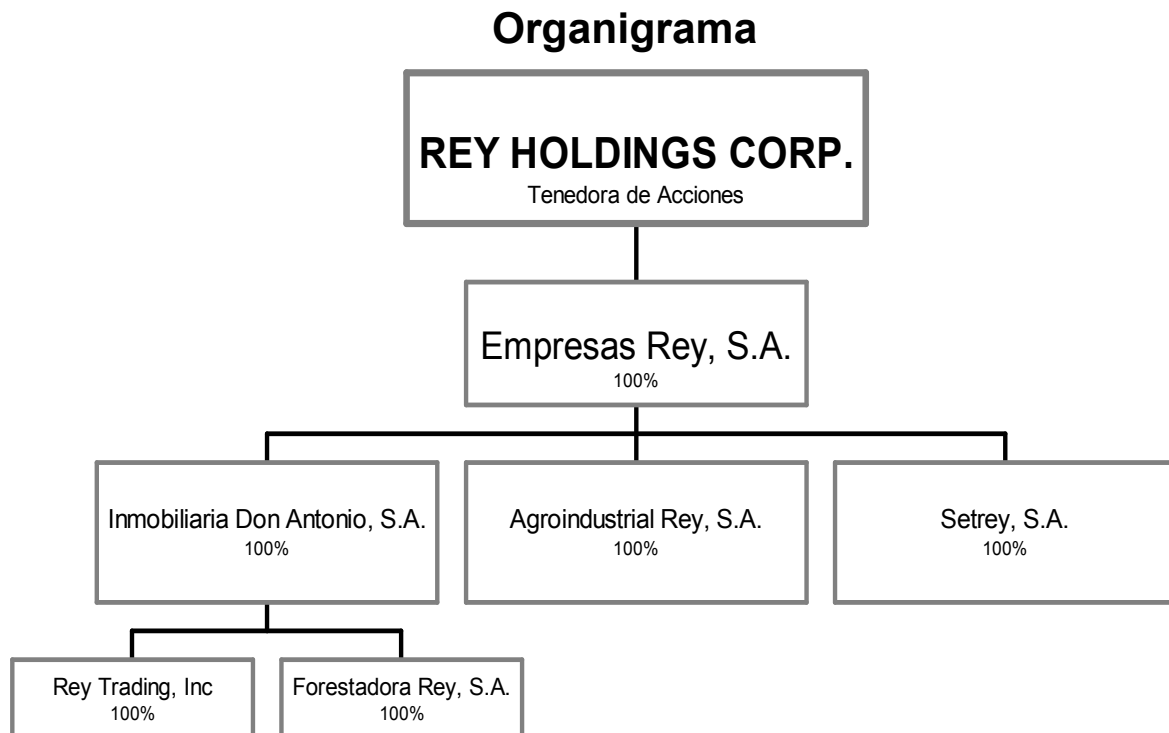 Organigrama
REY HOLDINGS CORP.
Tenedora de Acciones
Empresas Rey, S.A.
100%
Inmobiliaria Don Antonio, S.A.
100%
Agroindustrial Rey, S.A.
100%
Setrey, S.A.
100%
Rey Trading, Inc
100%
Forestadora Rey, S.A.
100%